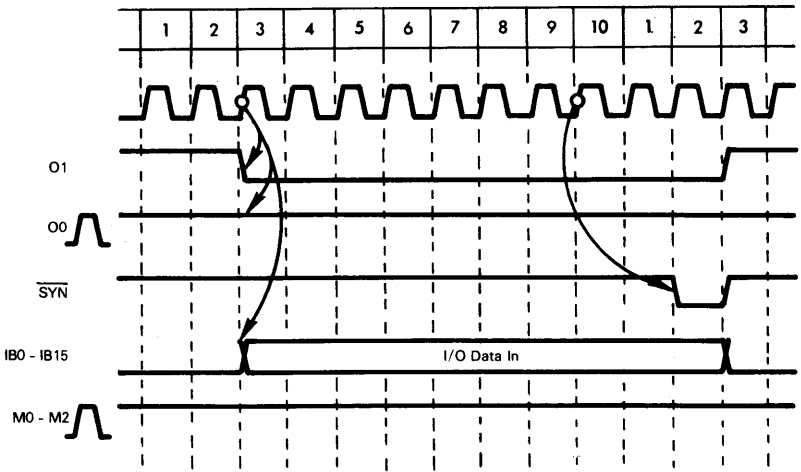 1 2 3 4 5 6 7 8 9 10 1. 2 3
O1
O0
SYN
IB0 - IB15
I/O Data In
M0 - M2